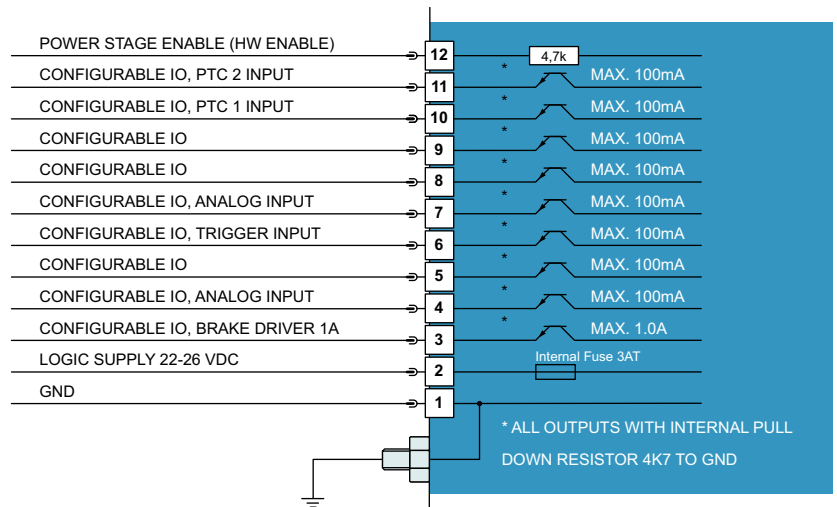 POWER STAGE ENABLE (HW ENABLE) 12 4,7k
CONFIGURABLE IO, PTC 2 INPUT 11 * MAX. 100mA
CONFIGURABLE IO, PTC 1 INPUT 10 * MAX. 100mA
CONFIGURABLE IO 9 * MAX. 100mA
CONFIGURABLE IO 8 * MAX. 100mA
CONFIGURABLE IO, ANALOG INPUT 7 * MAX. 100mA
CONFIGURABLE IO, TRIGGER INPUT 6 * MAX. 100mA
CONFIGURABLE IO 5 * MAX. 100mA
CONFIGURABLE IO, ANALOG INPUT 4 * MAX. 100mA
CONFIGURABLE IO, BRAKE DRIVER 1A 3 * MAX. 1.0A
LOGIC SUPPLY 22-26 VDC 2 Internal Fuse 3AT
GND 1
* ALL OUTPUTS WITH INTERNAL PULL
DOWN RESISTOR 4K7 TO GND